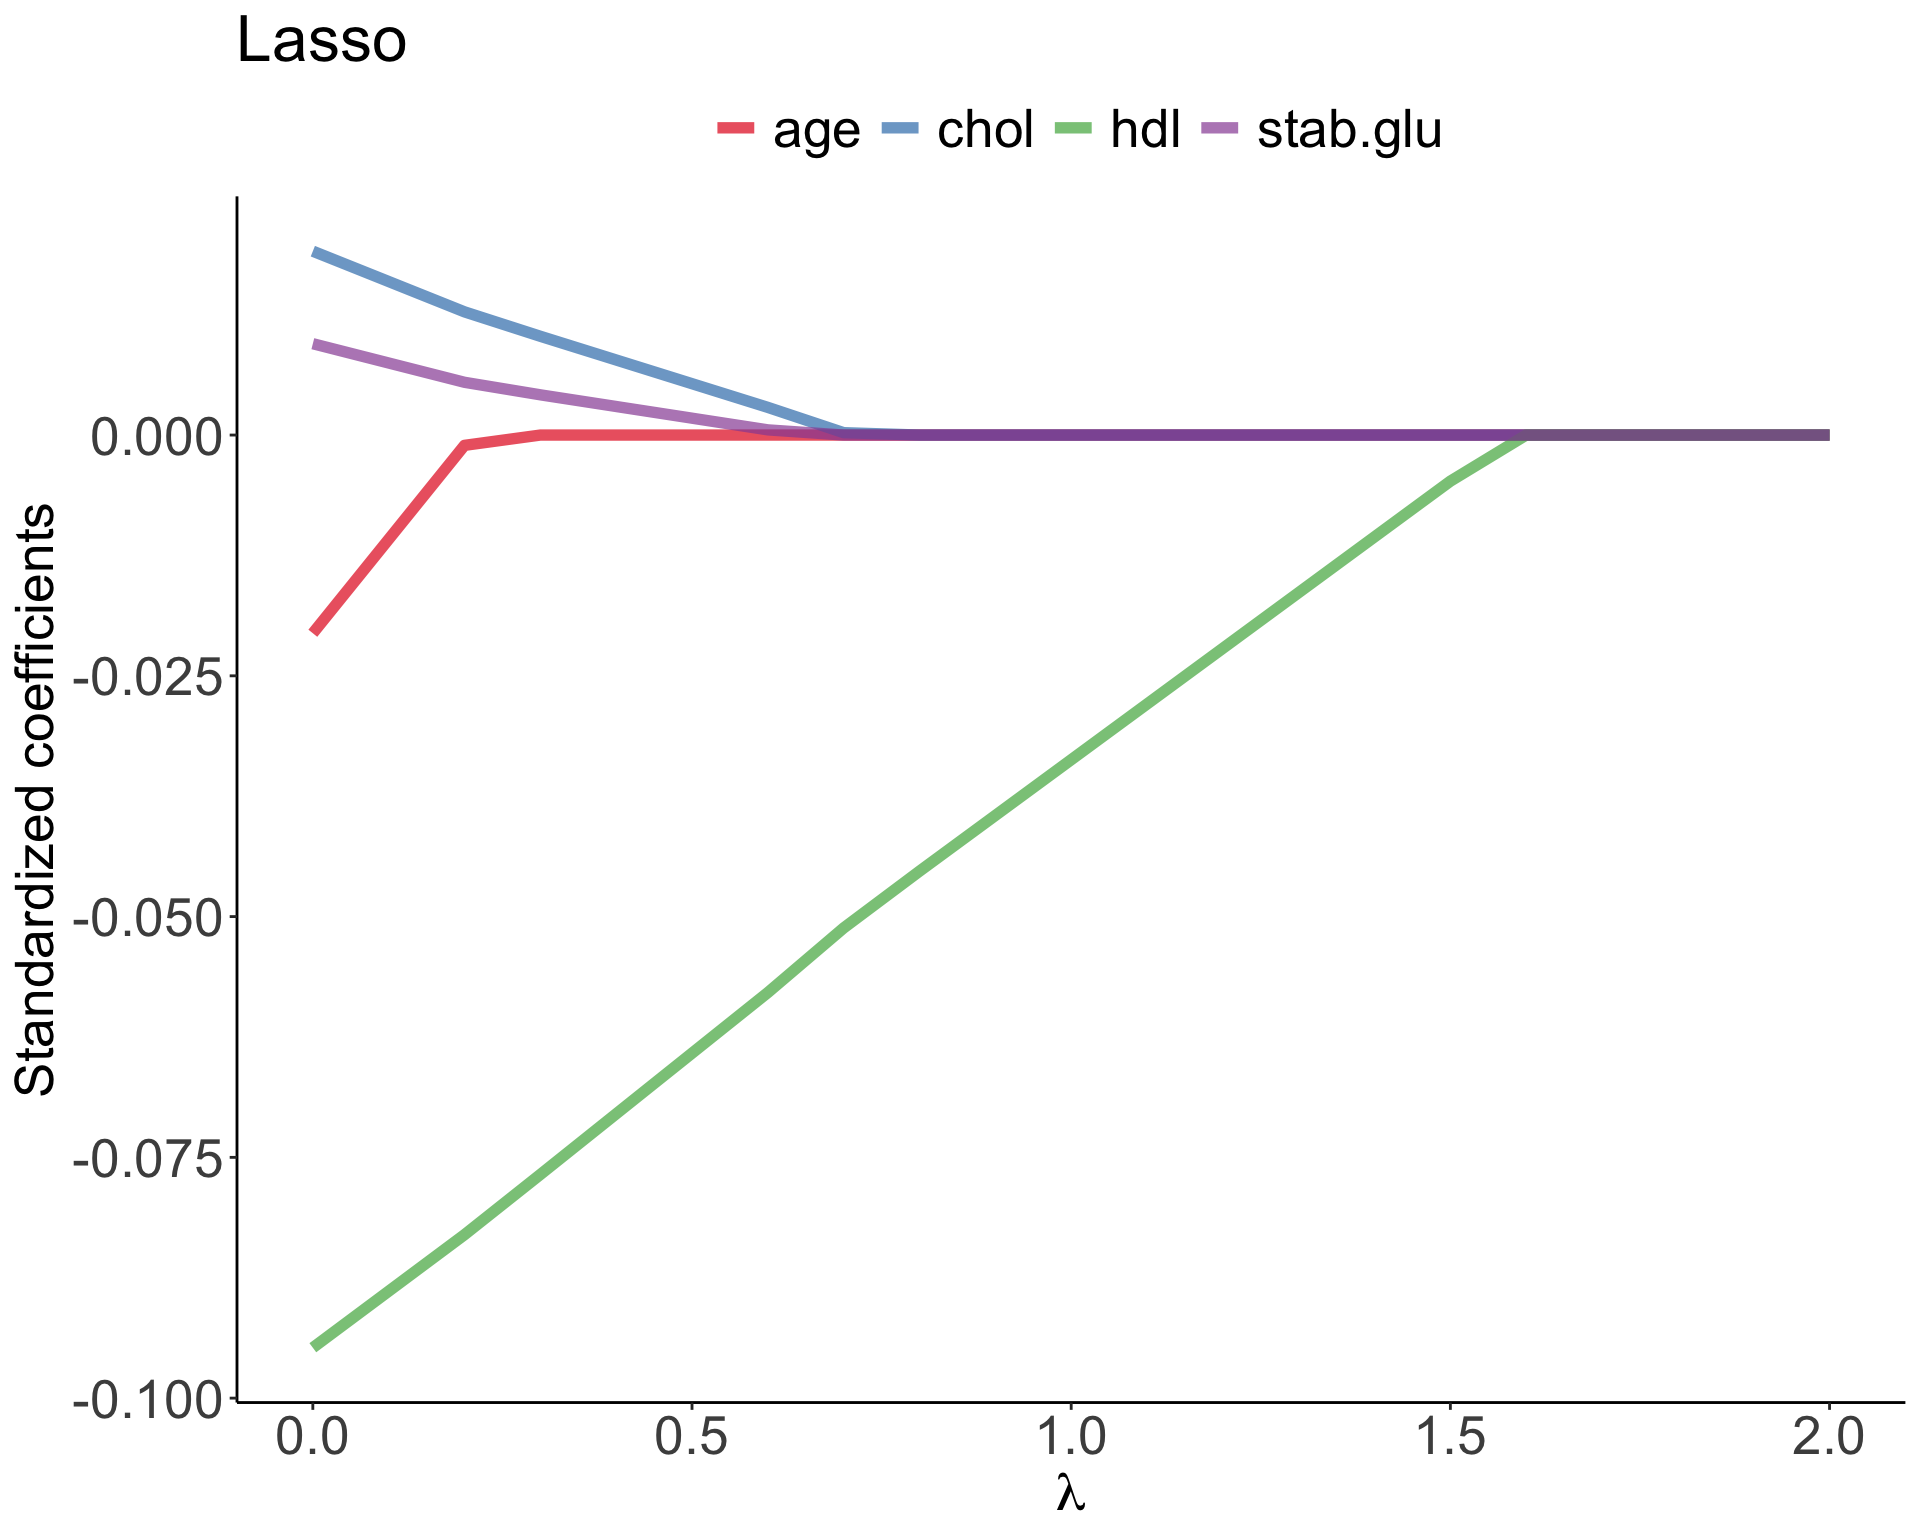 Lasso
age chol hdl stab.glu
Standardized coefficients
0.000
-0.025
-0.050
-0.075
-0.100
0.0 0.5 1.0 1.5 2.0
λ